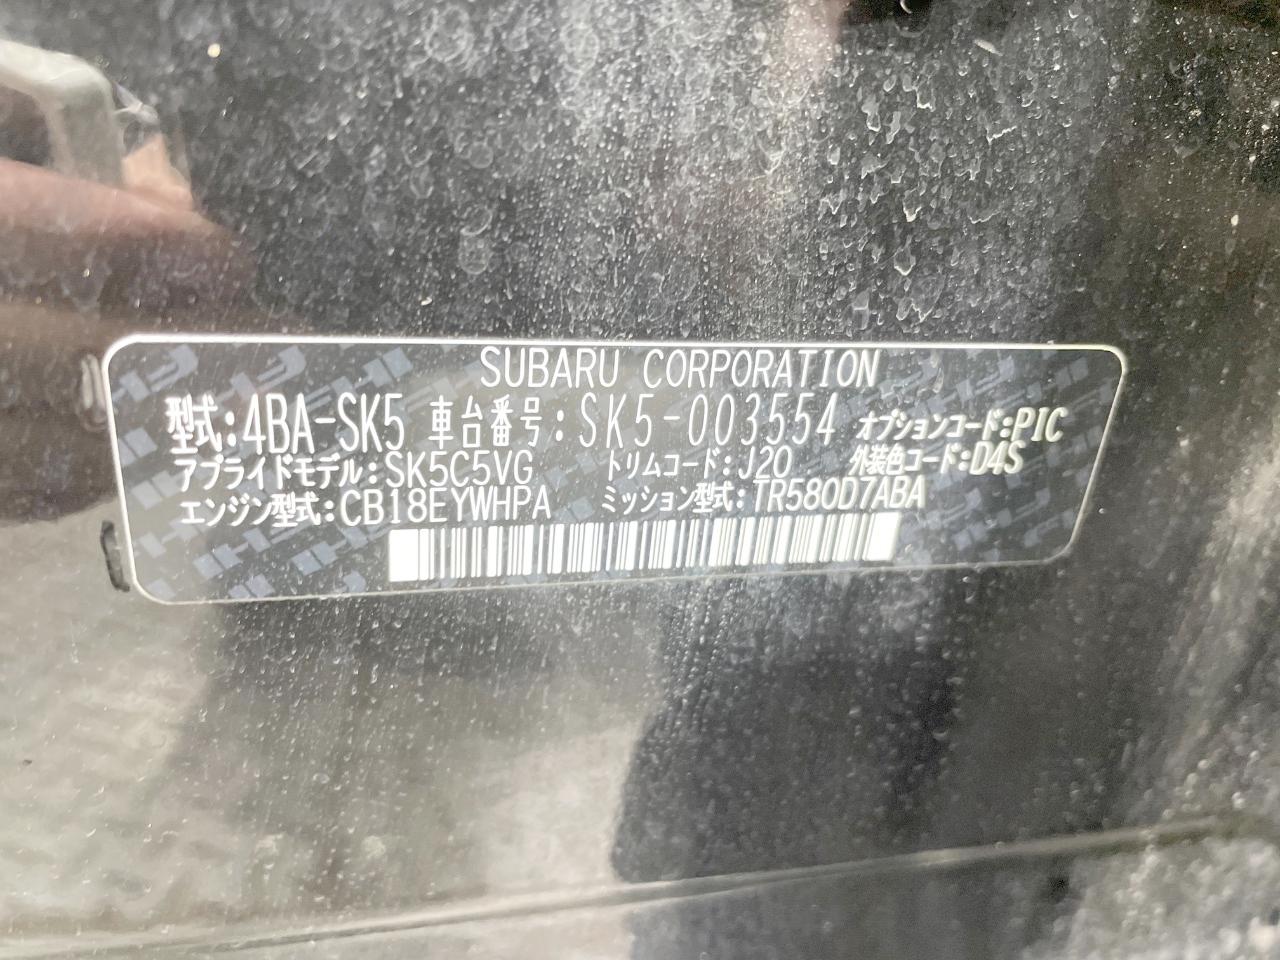 SUBARU CORPORATION
型式:4BA-SK5 車台番号:SK5-003554 オプションコード:PIC
アプライドモデル:SK5C5VG トリムコード:J20 外装色コード:D4S
エンジン型式:CB18EYWHPA ミッション型式:TR580D7ABA